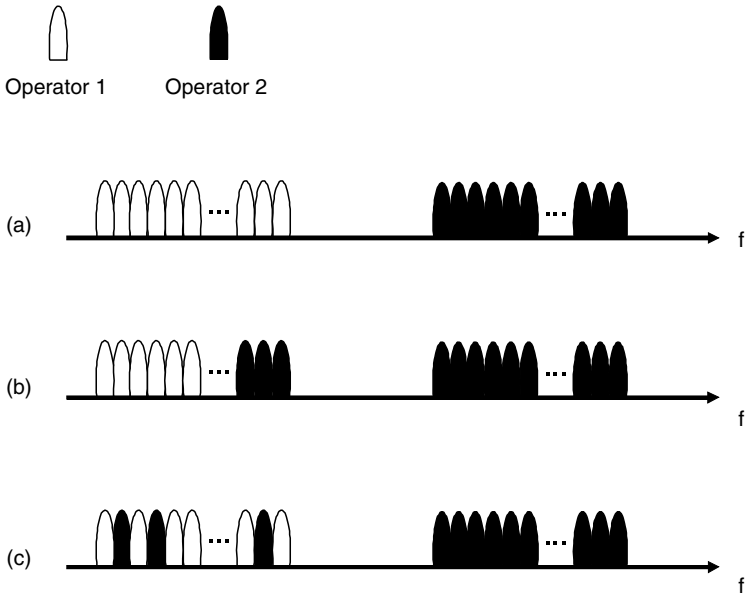 Operator 1 Operator 2
(a) ... ...
f
(b) ... ...
f
(c) ... ...
f